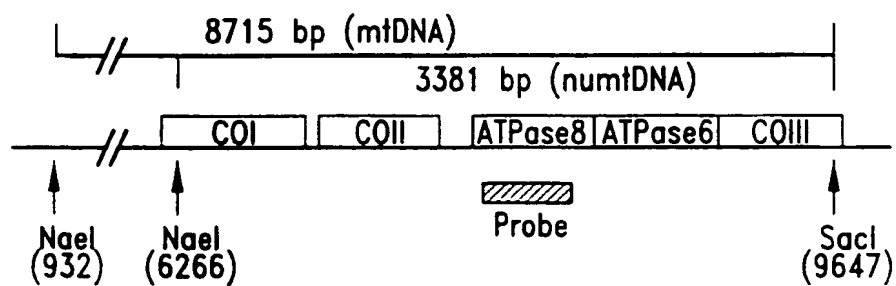 8715 bp (mtDNA)
3381 bp (numtDNA)
COI COII ATPase8 ATPase6 COIII
Probe
NaeI NaeI SacI
(932) (6266) (9647)